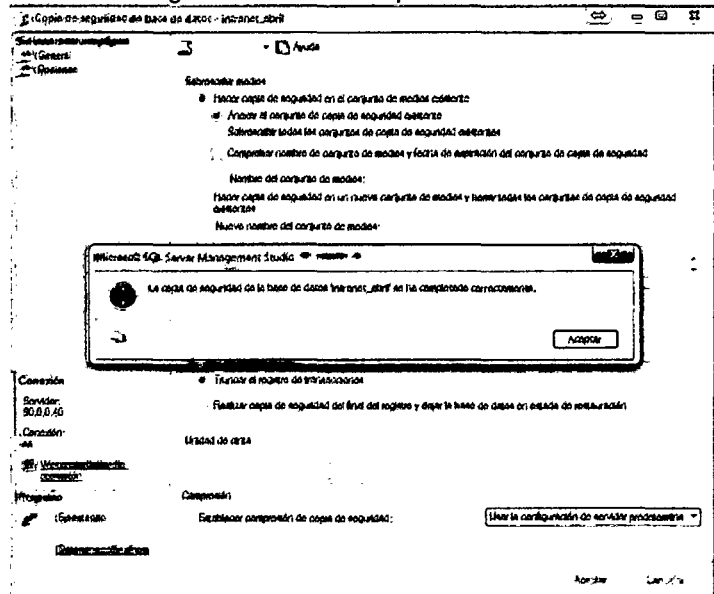 Copia de seguridad de base de datos - intranet_abril
General
Opciones
Ayuda
Sobrescribir medios
Hacer copia de seguridad en el conjunto de medios existente
Anexar al conjunto de copia de seguridad existente
Sobrescribir todos los conjuntos de copia de seguridad existentes
Comprobar nombre de conjunto de medios y fecha de expiración del conjunto de copia de seguridad
Nombre del conjunto de medios:
Hacer copia de seguridad en un nuevo conjunto de medios y borrar todos los conjuntos de copia de seguridad
existentes
Nuevo nombre del conjunto de medios:
Microsoft SQL Server Management Studio
La copia de seguridad de la base de datos 'intranet_abril' se ha completado correctamente.
Aceptar
Conexión
Truncar el registro de transacciones
Servidor:
90.0.0.40
Realizar copia de seguridad del final del registro y dejar la base de datos en estado de restauración
Conexión:
Unidad de cinta
Progreso
Compresión
Establecer compresión de copia de seguridad:
Usar la configuración de servidor predeterminada
Aceptar